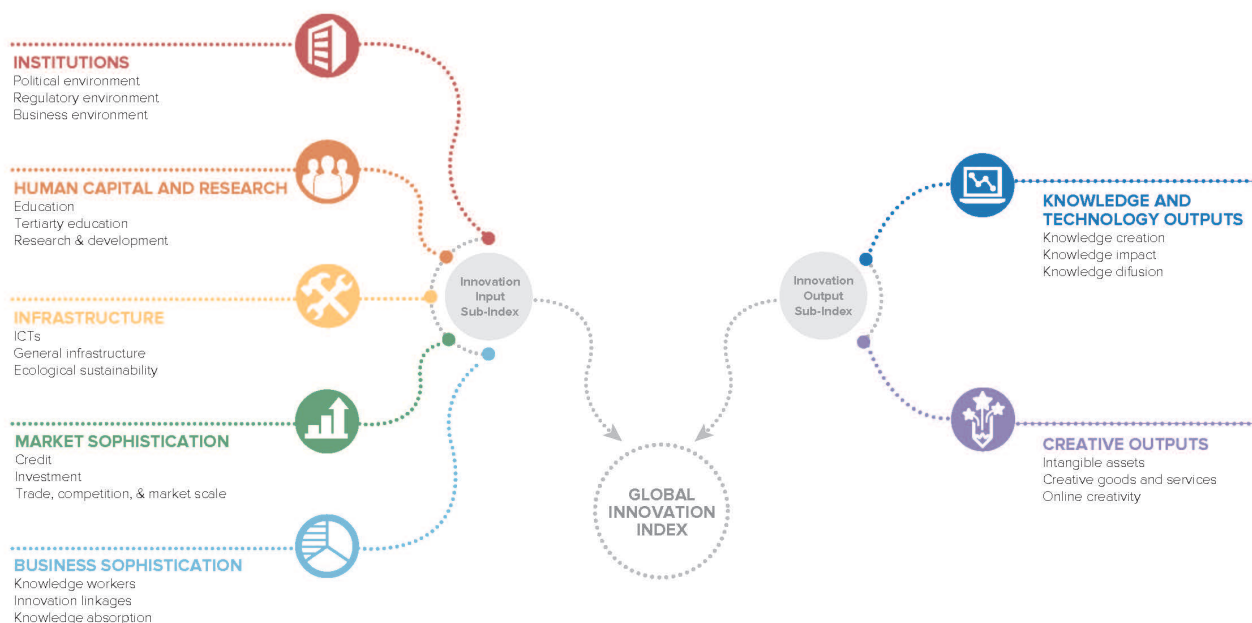 INSTITUTIONS
Political environment
Regulatory environment
Business environment
HUMAN CAPITAL AND RESEARCH
Education
Tertiarty education
Research & development
INFRASTRUCTURE
ICTs
General infrastructure
Ecological sustainability
MARKET SOPHISTICATION
Credit
Investment
Trade, competition, & market scale
BUSINESS SOPHISTICATION
Knowledge workers
Innovation linkages
Knowledge absorption
Innovation
Input
Sub-Index
GLOBAL
INNOVATION
INDEX
Innovation
Output
Sub-Index
KNOWLEDGE AND
TECHNOLOGY OUTPUTS
Knowledge creation
Knowledge impact
Knowledge difusion
CREATIVE OUTPUTS
Intangible assets
Creative goods and services
Online creativity